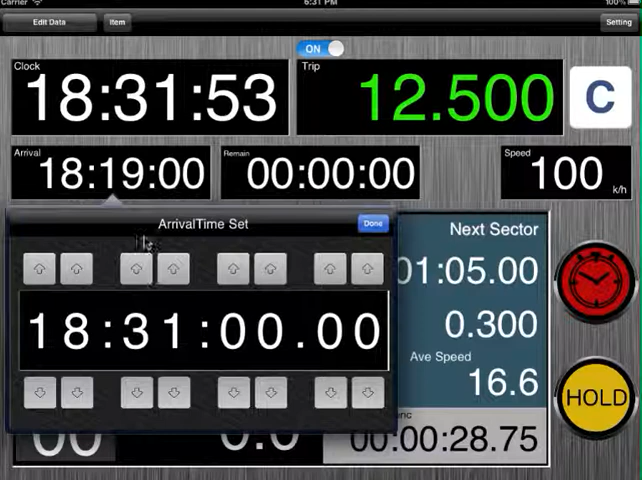 Carrier 6:31 PM 100%
Edit Data Item Setting
ON
Clock
18:31:53
Trip
12.500
C
Arrival
18:19:00
Remain
00:00:00
Speed
100 k/h
ArrivalTime Set Done
18:31:00.00
Next Sector
01:05.00
0.300
Ave Speed
16.6
00:00:28.75
HOLD